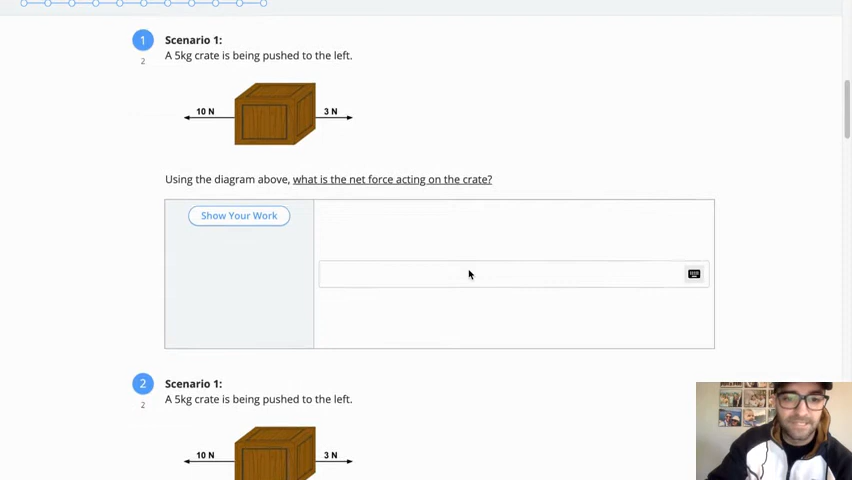 1
Scenario 1:
2
A 5kg crate is being pushed to the left.
10 N
3 N
Using the diagram above, what is the net force acting on the crate?
Show Your Work
2
Scenario 1:
2
A 5kg crate is being pushed to the left.
10 N
3 N